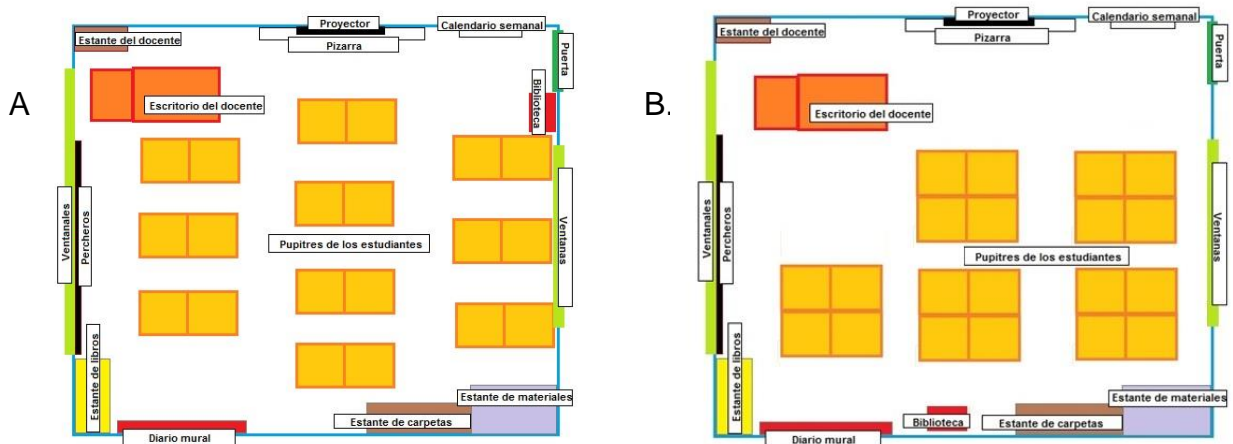 A
Proyector
Calendario semanal
Estante del docente
Pizarra
Puerta
Escritorio del docente
Biblioteca
Ventanales
Percheros
Pupitres de los estudiantes
Ventanas
Estante de libros
Estante de materiales
Estante de carpetas
Diario mural
B.
Proyector
Calendario semanal
Estante del docente
Pizarra
Puerta
Escritorio del docente
Ventanales
Percheros
Pupitres de los estudiantes
Ventanas
Estante de libros
Estante de materiales
Biblioteca
Estante de carpetas
Diario mural